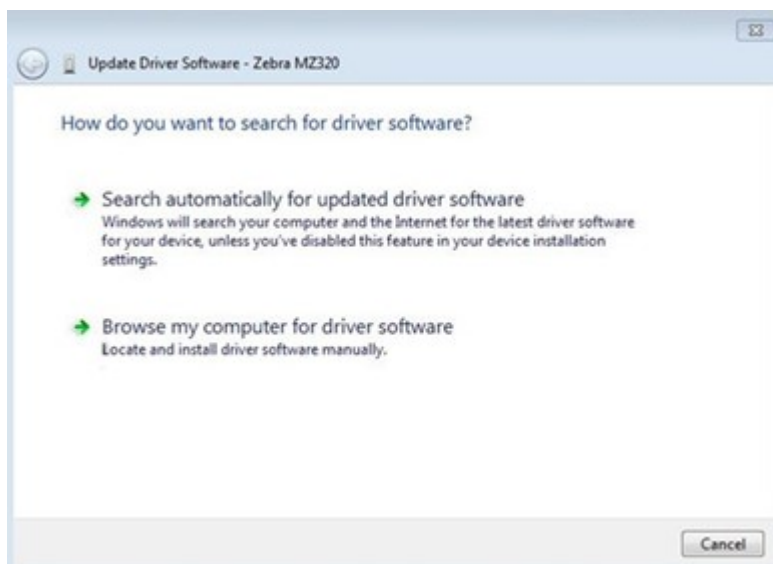 Update Driver Software - Zebra MZ320
How do you want to search for driver software?
Search automatically for updated driver software
Windows will search your computer and the Internet for the latest driver software
for your device, unless you've disabled this feature in your device installation
settings.
Browse my computer for driver software
Locate and install driver software manually.
Cancel